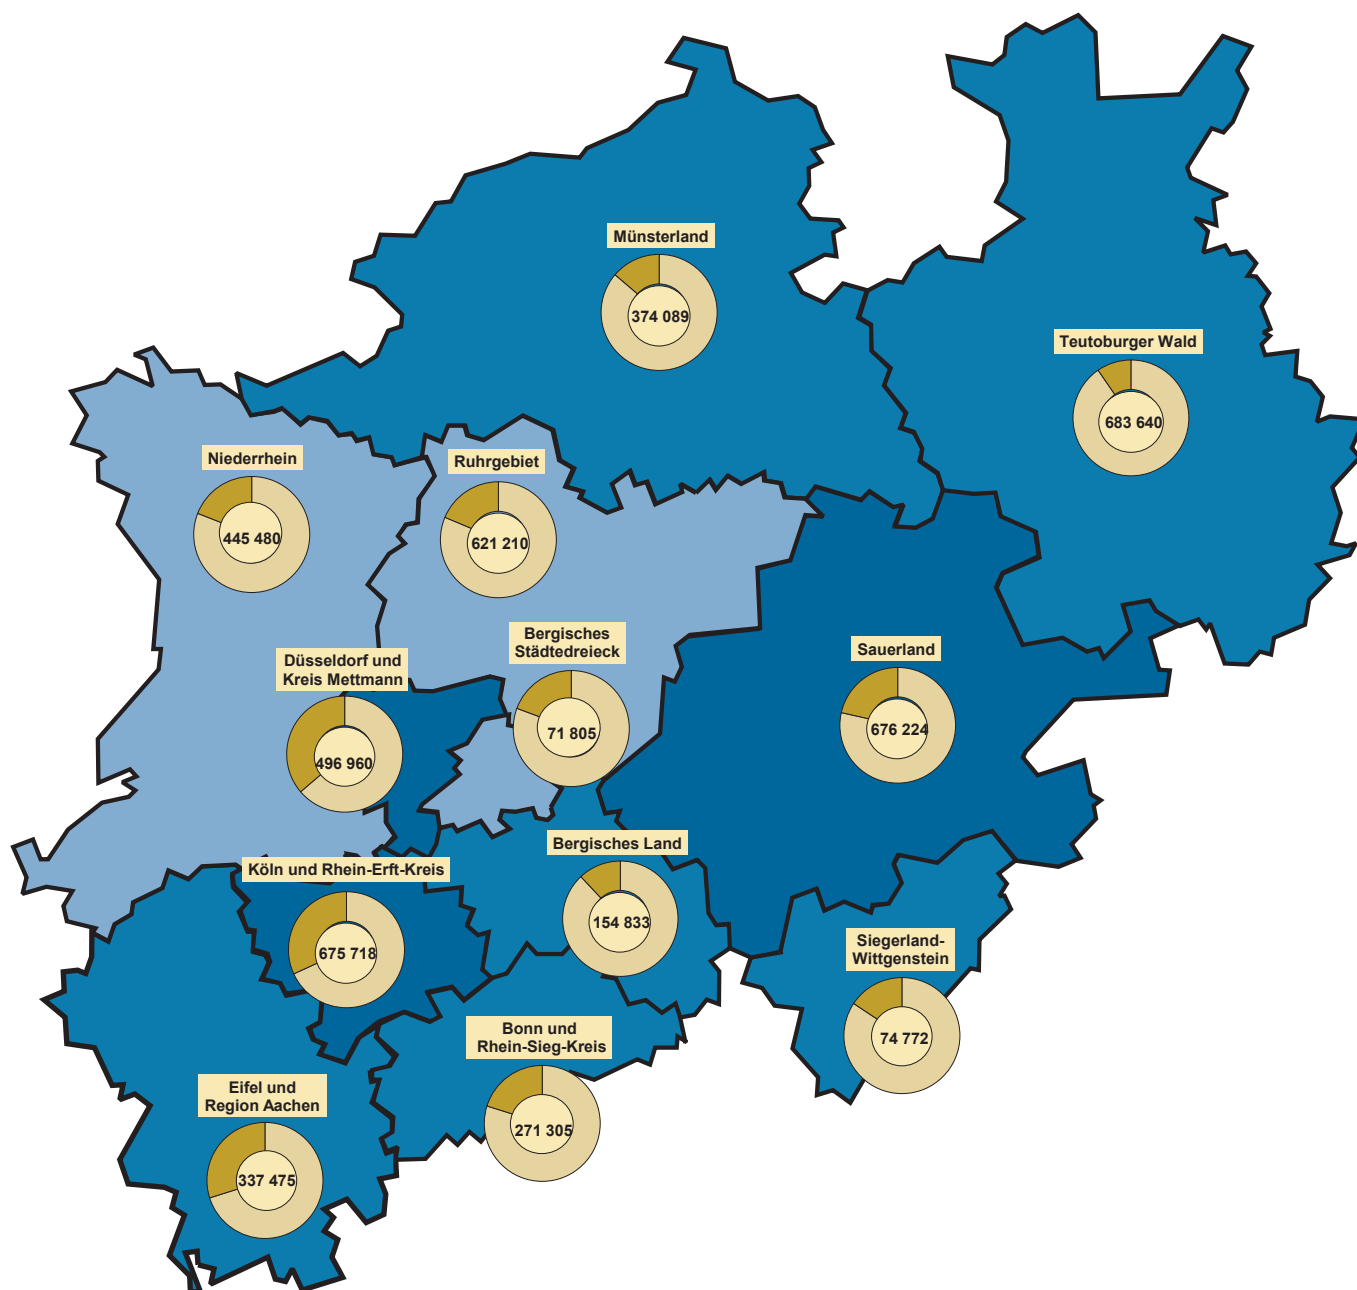 Münsterland
374 089
Teutoburger Wald
683 640
Niederrhein
445 480
Ruhrgebiet
621 210
Bergisches
Städtedreieck
71 805
Düsseldorf und
Kreis Mettmann
496 960
Sauerland
676 224
Bergisches Land
154 833
Köln und Rhein-Erft-Kreis
675 718
Siegerland-
Wittgenstein
74 772
Bonn und
Rhein-Sieg-Kreis
271 305
Eifel und
Region Aachen
337 475